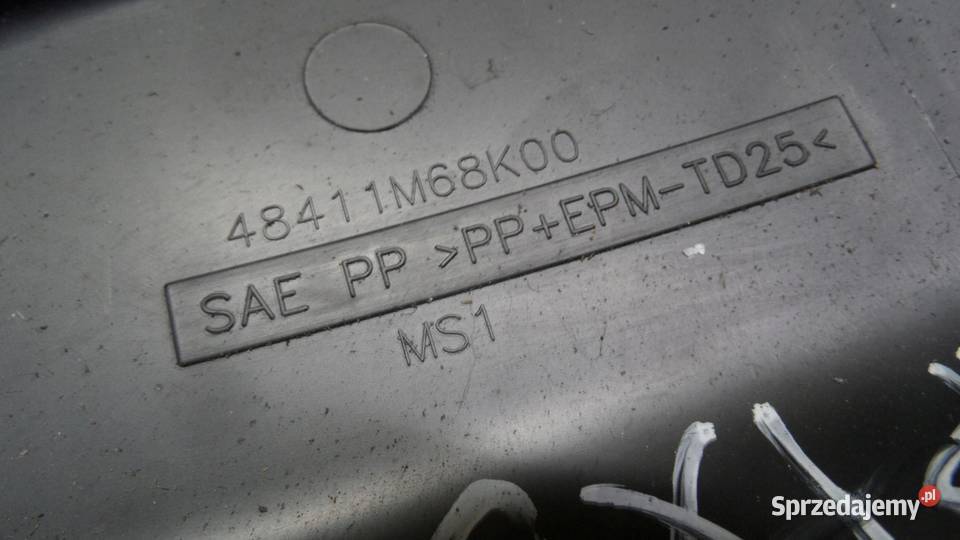 48411M68K00
SAE PP >PP+EPM-TD25<
MS1
Sprzedajemy.pl